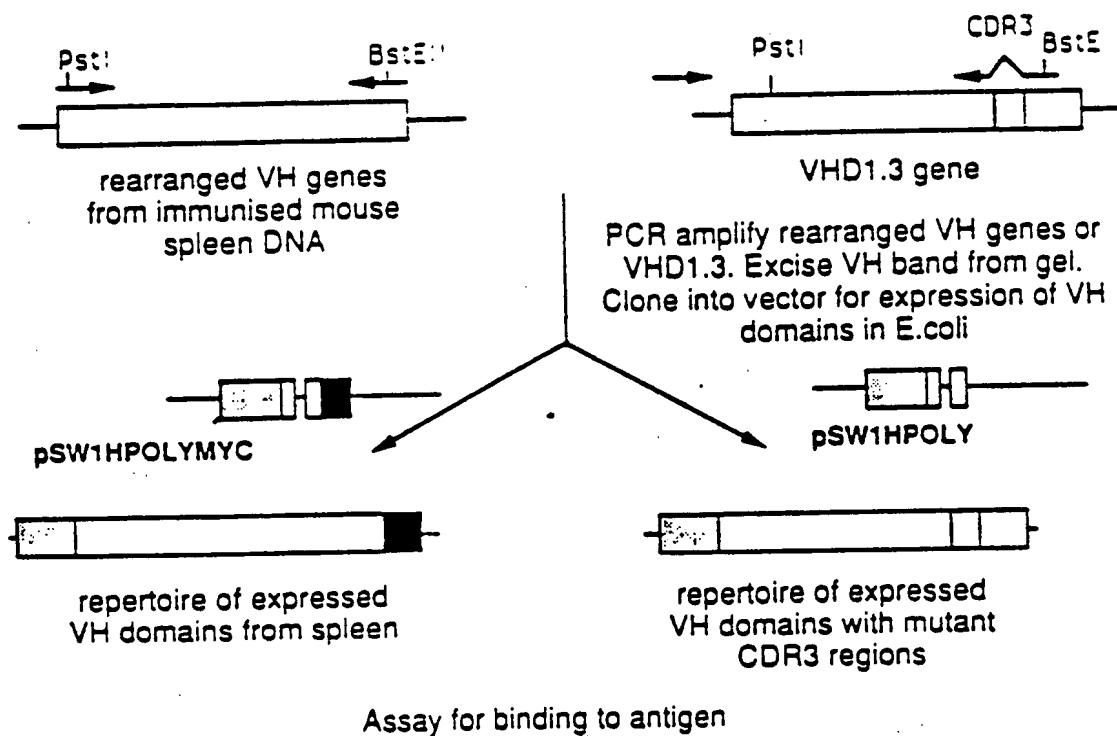 PstI
BstEII
rearranged VH genes
from immunised mouse
spleen DNA
CDR3
PstI
BstE
VHD1.3 gene
PCR amplify rearranged VH genes or
VHD1.3. Excise VH band from gel.
Clone into vector for expression of VH
domains in E.coli
pSW1HPOLYMYC
pSW1HPOLY
repertoire of expressed
VH domains from spleen
repertoire of expressed
VH domains with mutant
CDR3 regions
Assay for binding to antigen